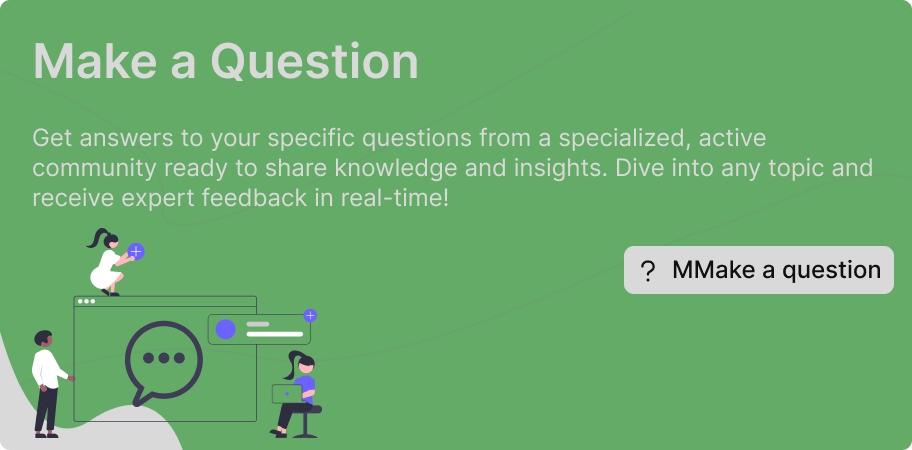 Make a Question
Get answers to your specific questions from a specialized, active
community ready to share knowledge and insights. Dive into any topic and
receive expert feedback in real-time!
? MMake a question